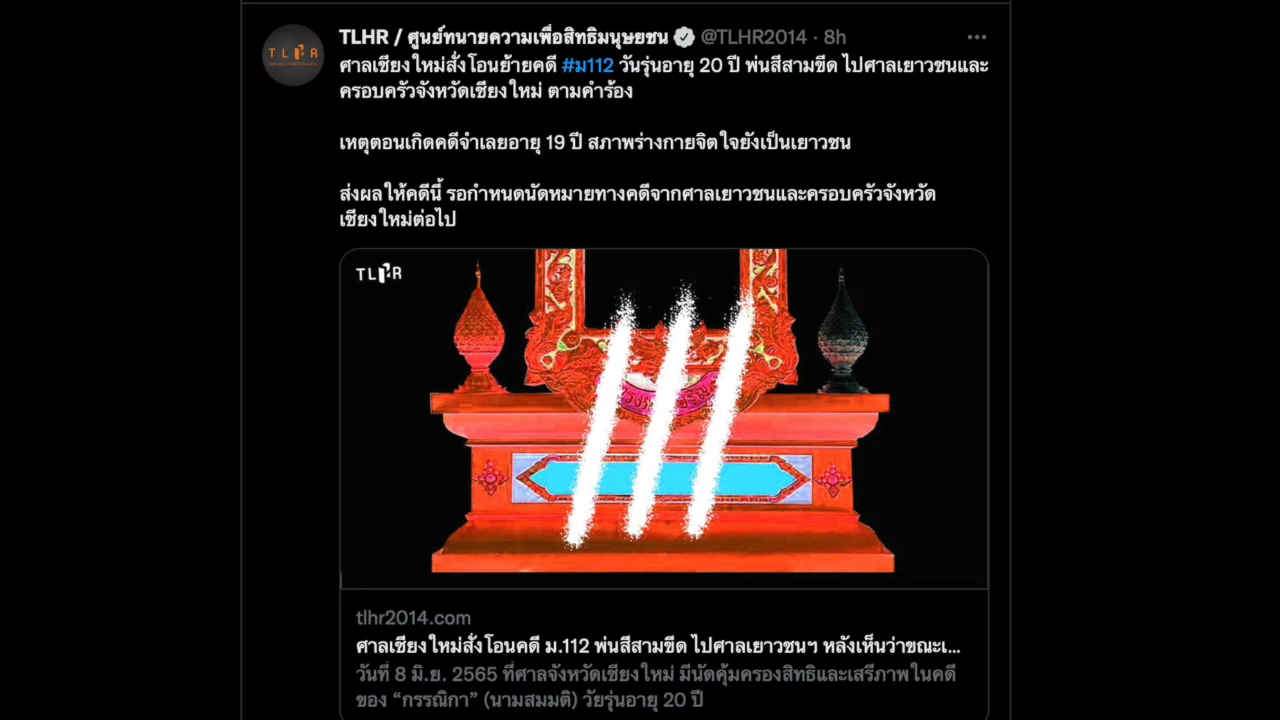 TLHR
TLHR / ศูนย์ทนายความเพื่อสิทธิมนุษยชน @TLHR2014 · 8h
ศาลเชียงใหม่สั่งโอนย้ายคดี #ม112 วันรุ่นอายุ 20 ปี พ่นสีสามขีด ไปศาลเยาวชนและ
ครอบครัวจังหวัดเชียงใหม่ ตามคำร้อง
เหตุตอนเกิดคดีจำเลยอายุ 19 ปี สภาพร่างกายจิตใจยังเป็นเยาวชน
ส่งผลให้คดีนี้ รอกำหนดนัดหมายทางคดีจากศาลเยาวชนและครอบครัวจังหวัด
เชียงใหม่ต่อไป
TLHR
tlhr2014.com
ศาลเชียงใหม่สั่งโอนคดี ม.112 พ่นสีสามขีด ไปศาลเยาวชนฯ หลังเห็นว่าขณะเ...
วันที่ 8 มิ.ย. 2565 ที่ศาลจังหวัดเชียงใหม่ มีนัดคุ้มครองสิทธิและเสรีภาพในคดี
ของ “กรรณิกา” (นามสมมติ) วัยรุ่นอายุ 20 ปี